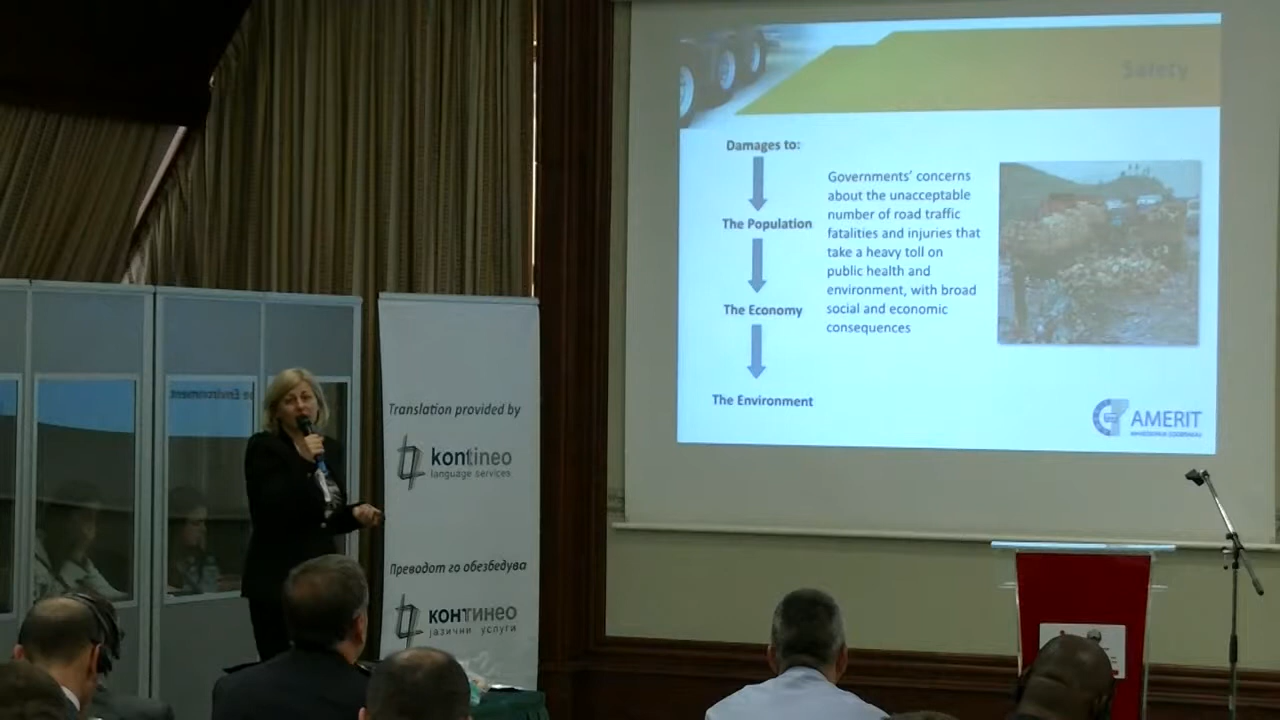 Safety
Damages to:
The Population
The Economy
The Environment
Governments' concerns
about the unacceptable
number of road traffic
fatalities and injuries that
take a heavy toll on
public health and
environment, with broad
social and economic
consequences
AMERIT
Translation provided by
kontineo
language services
Преводот го обезбедува
КОНТИНЕО
јазични услуги